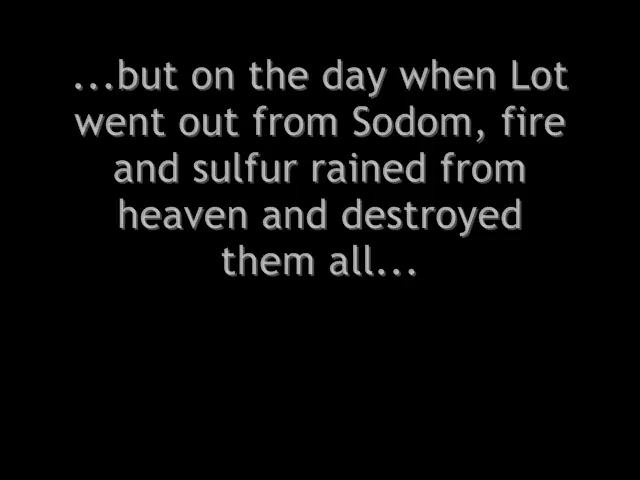 ...but on the day when Lot
went out from Sodom, fire
and sulfur rained from
heaven and destroyed
them all...